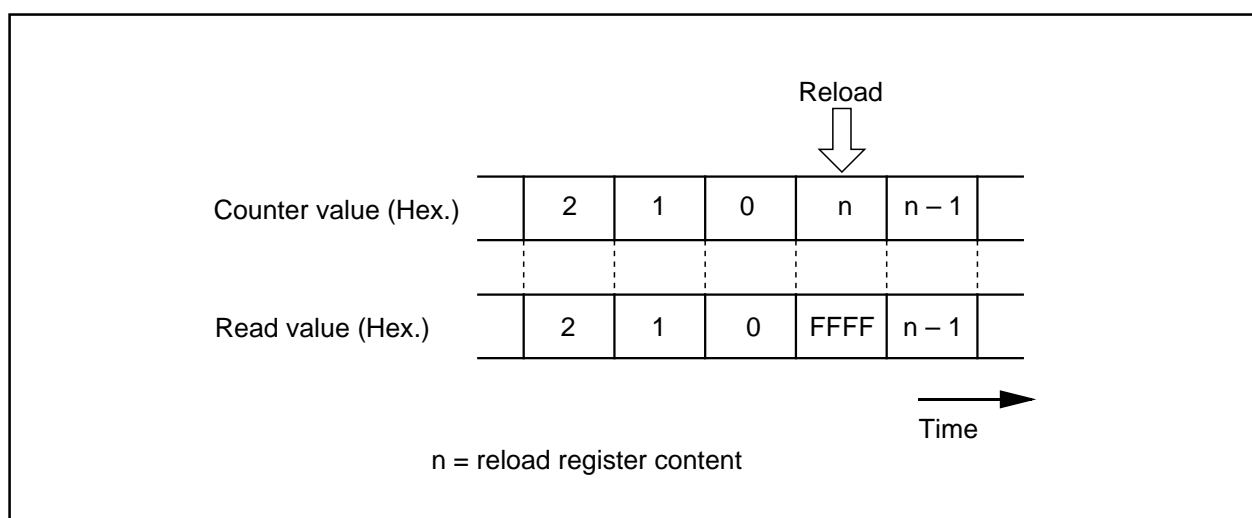 Reload
Counter value (Hex.) 2 1 0 n n – 1
Read value (Hex.) 2 1 0 FFFF n – 1
Time
n = reload register content